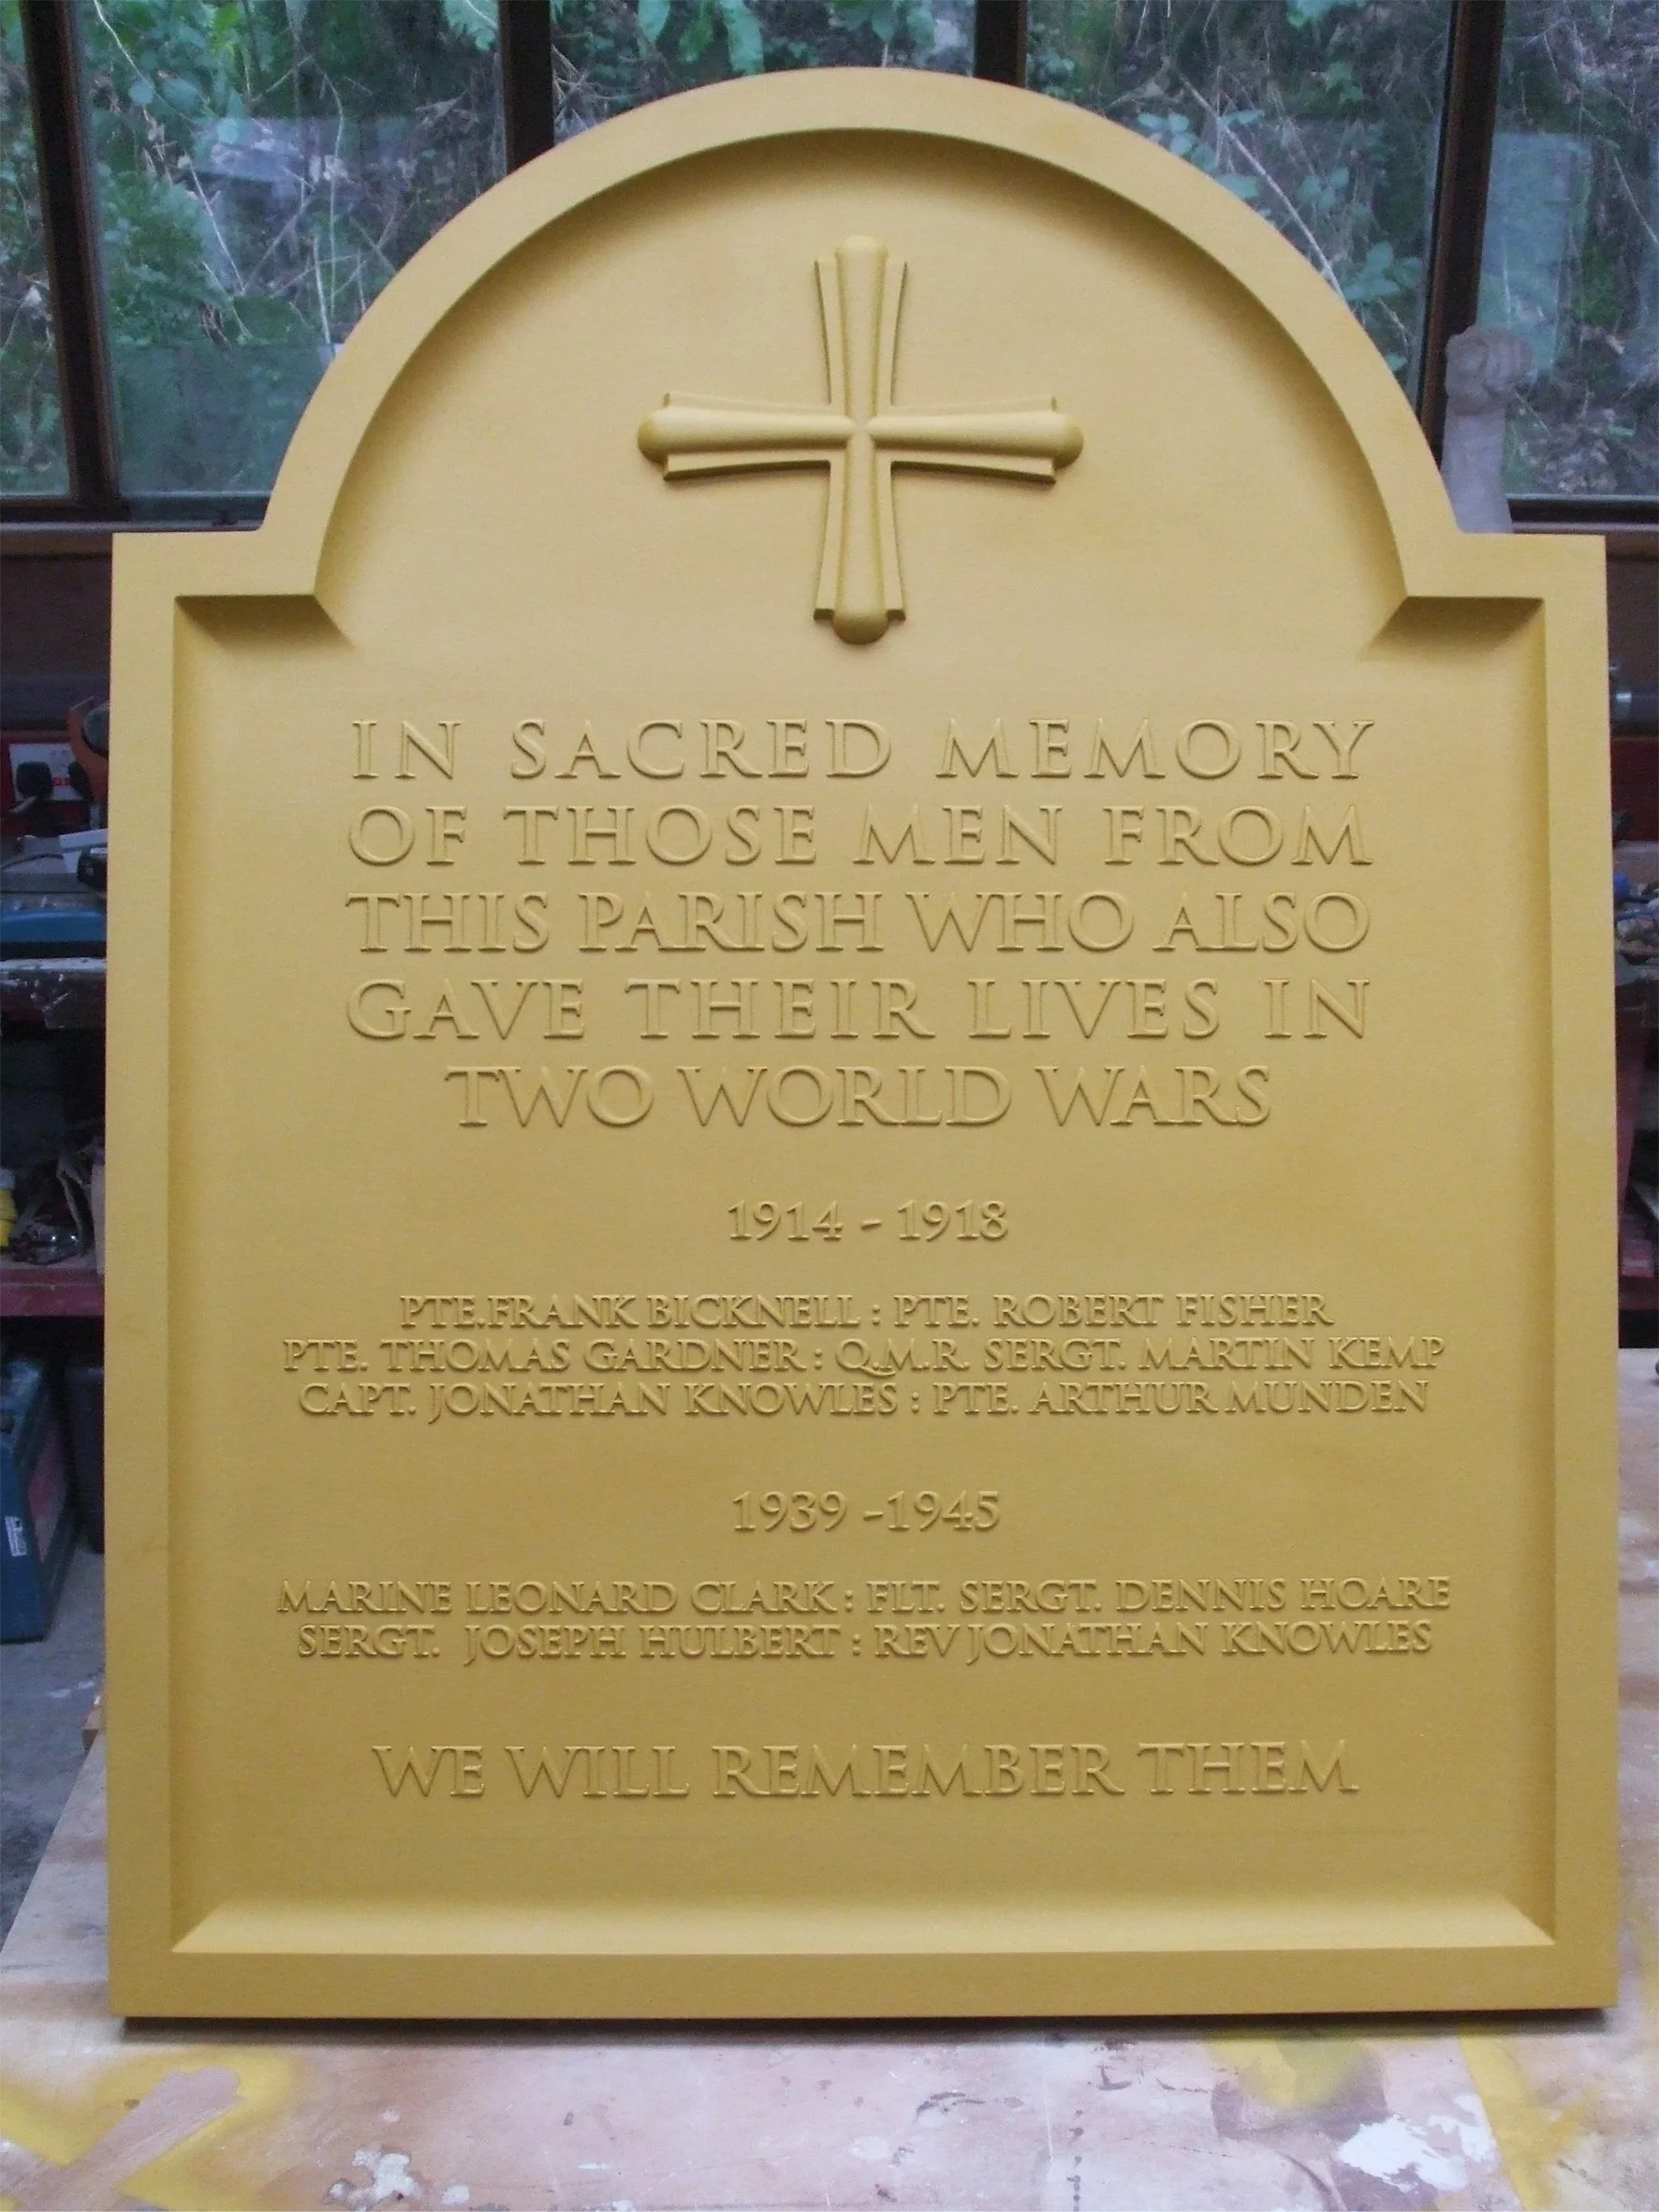 IN SACRED MEMORY
OF THOSE MEN FROM
THIS PARISH WHO ALSO
GAVE THEIR LIVES IN
TWO WORLD WARS
1914 - 1918
PTE.FRANK BICKNELL : PTE. ROBERT FISHER
PTE. THOMAS GARDNER : Q.M.R. SERGT. MARTIN KEMP
CAPT. JONATHAN KNOWLES : PTE. ARTHUR MUNDEN
1939 -1945
MARINE LEONARD CLARK : FLT. SERGT. DENNIS HOARE
SERGT. JOSEPH HULBERT : REV JONATHAN KNOWLES
WE WILL REMEMBER THEM